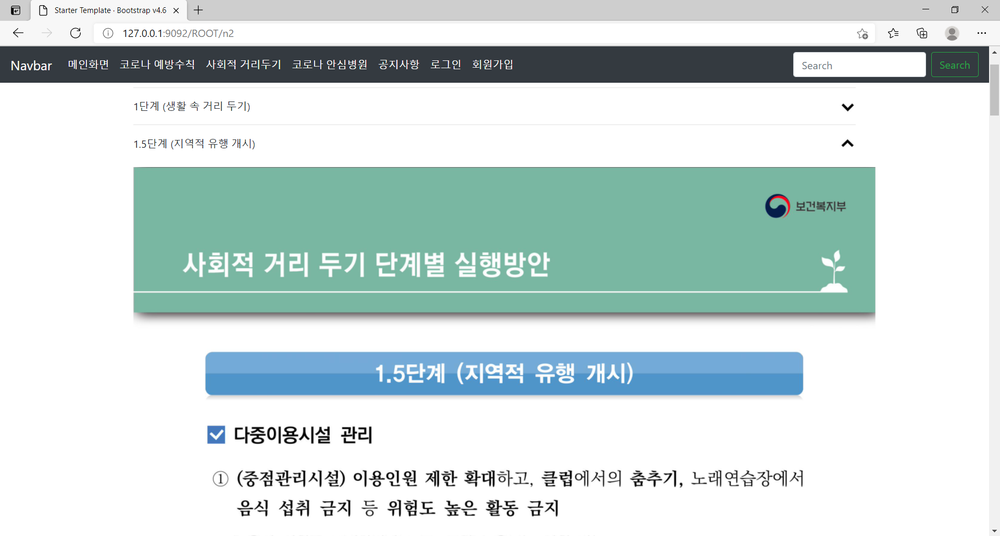 Starter Template · Bootstrap v4.6
127.0.0.1:9092/ROOT/n2
Navbar 메인화면 코로나 예방수칙 사회적 거리두기 코로나 안심병원 공지사항 로그인 회원가입 Search Search
1단계 (생활 속 거리 두기)
1.5단계 (지역적 유행 개시)
보건복지부
사회적 거리 두기 단계별 실행방안
1.5단계 (지역적 유행 개시)
다중이용시설 관리
① (중점관리시설) 이용인원 제한 확대하고, 클럽에서의 춤추기, 노래연습장에서
음식 섭취 금지 등 위험도 높은 활동 금지